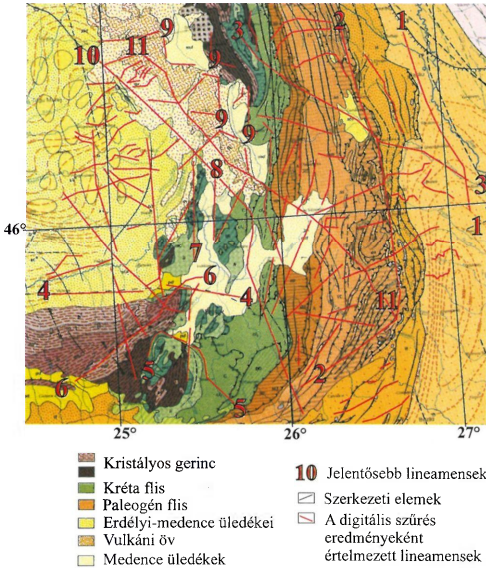 9
2
1
10
11
3
9
9
9
8
3
46°
1
7
6
4
4
11
5
2
6
5
25°
26°
27°
Kristályos gerinc
Kréta flis
Paleogén flis
Erdélyi-medence üledékei
Vulkáni öv
Medence üledékek
10 Jelentősebb lineamensek
Szerkezeti elemek
A digitális szűrés
eredményeként
értelmezett lineamensek